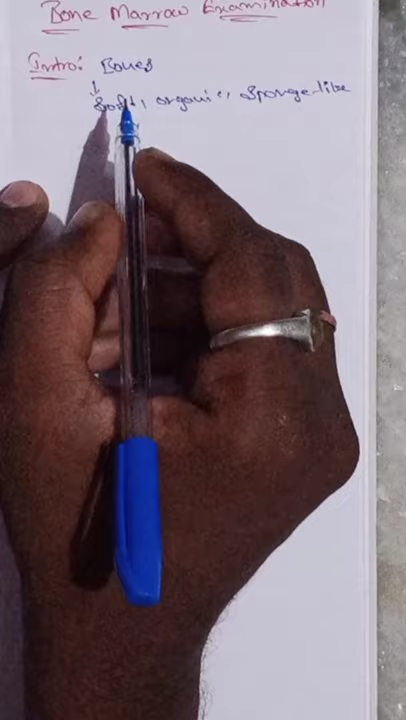 Bone Marrow Examination
Intro: Bones
↓
Soft, organic, Sponge-like